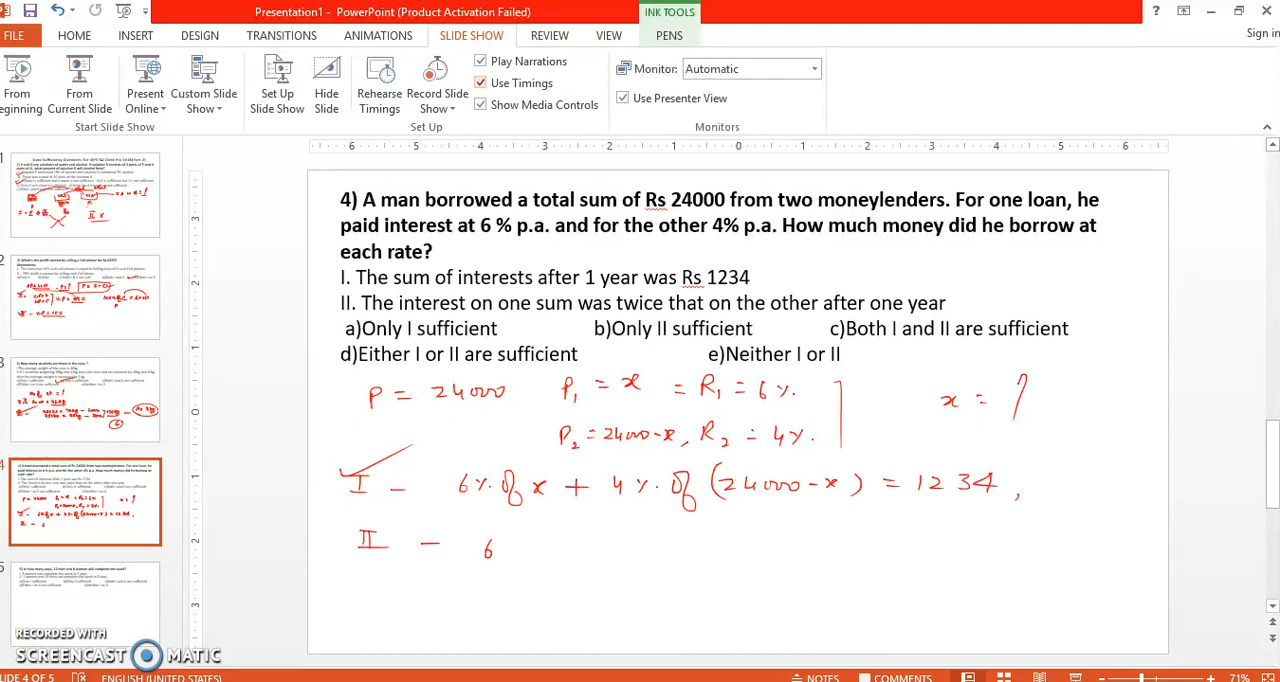 Presentation1 - PowerPoint (Product Activation Failed)
INK TOOLS
FILE HOME INSERT DESIGN TRANSITIONS ANIMATIONS SLIDE SHOW REVIEW VIEW PENS
Sign in
From Beginning
From Current Slide
Present Online
Custom Slide Show
Set Up Slide Show
Hide Slide
Rehearse Timings
Record Slide Show
Play Narrations
Use Timings
Show Media Controls
Monitor: Automatic
Use Presenter View
Start Slide Show
Set Up
Monitors
4) A man borrowed a total sum of Rs 24000 from two moneylenders. For one loan, he
paid interest at 6 % p.a. and for the other 4% p.a. How much money did he borrow at
each rate?
I. The sum of interests after 1 year was Rs 1234
II. The interest on one sum was twice that on the other after one year
a)Only I sufficient b)Only II sufficient c)Both I and II are sufficient
d)Either I or II are sufficient e)Neither I or II
P = 24000 P1 = x = R1 = 6%. x = ?
P2 = 24000-x, R2 = 4%.
I - 6%. of x + 4%. of (24000-x) = 1234,
II - 6
RECORDED WITH
SCREENCAST MATIC
SLIDE 4 OF 5 ENGLISH (UNITED STATES) NOTES COMMENTS 71%